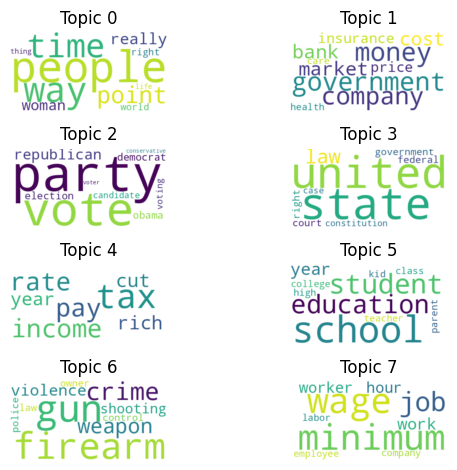 Topic 0
time really
thing people right
way point life
woman world
Topic 1
insurance cost
bank money
market price
government
care company
health
Topic 2
republican conservative
democrat
party voter
election candidate voting
vote obama
Topic 3
law government
federal
united
right state
case
court constitution
Topic 4
rate cut
year pay tax
income rich
Topic 5
year kid class
college student
high
education parent
teacher
school
Topic 6
owner
violence crime
police law gun shooting
control
weapon
firearm
Topic 7
worker hour
wage job
labor work
minimum
employee company